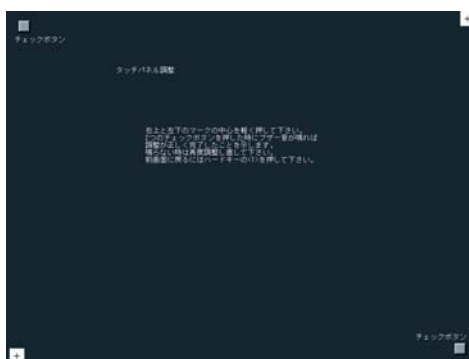 チェックボタン
タッチパネル調整
右上と左下のマークの中心を軽く押して下さい。
2つのチェックボタンを押した時にブザー音が鳴れば
調整が正しく完了したことを示します。
鳴らない時は再度調整し直して下さい。
前画面に戻るにはハードキーの(1)を押して下さい。
チェックボタン